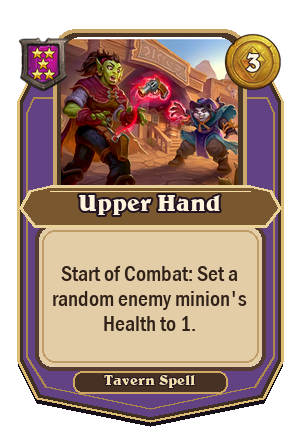 3
Upper Hand
Start of Combat: Set a
random enemy minion's
Health to 1.
Tavern Spell